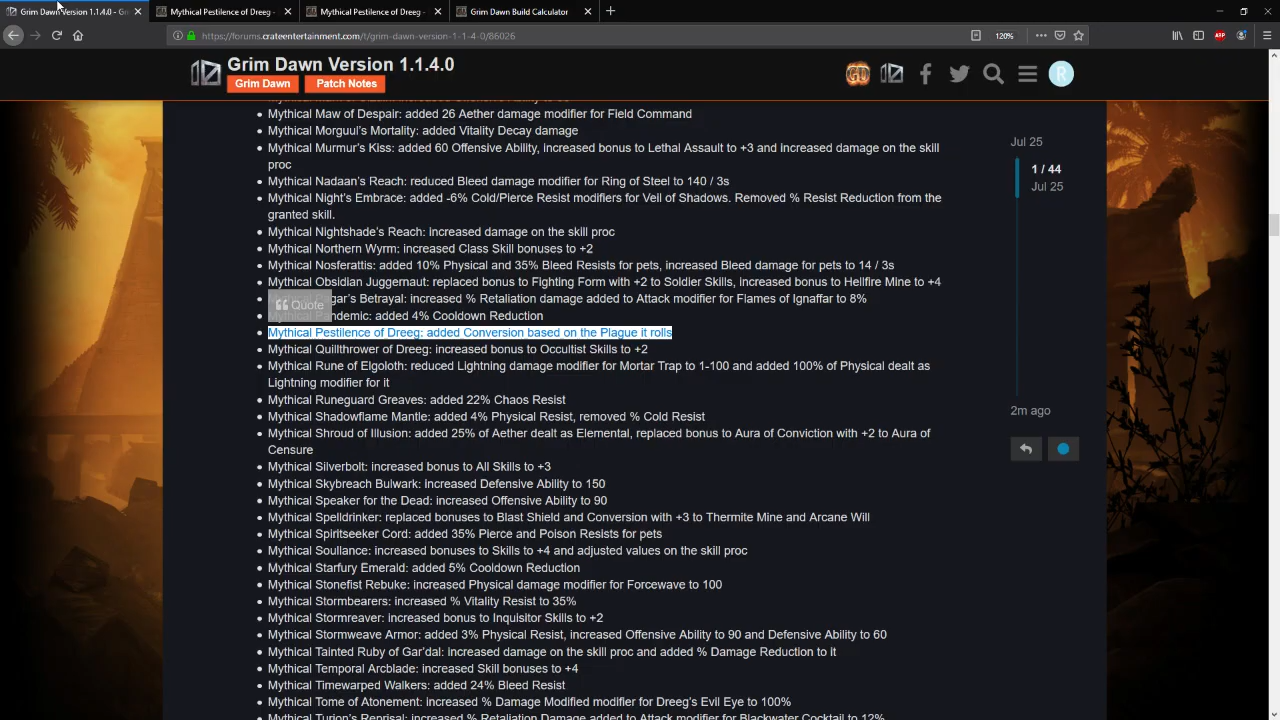 Grim Dawn Version 1.1.4.0 - Gri
Mythical Pestilence of Dreeg -
Mythical Pestilence of Dreeg -
Grim Dawn Build Calculator
https://forums.crateentertainment.com/t/grim-dawn-version-1-1-4-0/86026
120%
ABP
Grim Dawn Version 1.1.4.0
Grim Dawn
Patch Notes
GD
R
Mythical Maw of Despair: added 26 Aether damage modifier for Field Command
Mythical Morguul's Mortality: added Vitality Decay damage
Mythical Murmur's Kiss: added 60 Offensive Ability, increased bonus to Lethal Assault to +3 and increased damage on the skill
proc
Mythical Nadaan's Reach: reduced Bleed damage modifier for Ring of Steel to 140 / 3s
Mythical Night's Embrace: added -6% Cold/Pierce Resist modifiers for Veil of Shadows. Removed % Resist Reduction from the
granted skill.
Mythical Nightshade's Reach: increased damage on the skill proc
Mythical Northern Wyrm: increased Class Skill bonuses to +2
Mythical Nosferattis: added 10% Physical and 35% Bleed Resists for pets, increased Bleed damage for pets to 14 / 3s
Mythical Obsidian Juggernaut: replaced bonus to Fighting Form with +2 to Soldier Skills, increased bonus to Hellfire Mine to +4
Betrayal: increased % Retaliation damage added to Attack modifier for Flames of Ignaffar to 8%
Quote
Mythical Pandemic: added 4% Cooldown Reduction
Mythical Pestilence of Dreeg: added Conversion based on the Plague it rolls
Mythical Quillthrower of Dreeg: increased bonus to Occultist Skills to +2
Mythical Rune of Elgoloth: reduced Lightning damage modifier for Mortar Trap to 1-100 and added 100% of Physical dealt as
Lightning modifier for it
Mythical Runeguard Greaves: added 22% Chaos Resist
Mythical Shadowflame Mantle: added 4% Physical Resist, removed % Cold Resist
Mythical Shroud of Illusion: added 25% of Aether dealt as Elemental, replaced bonus to Aura of Conviction with +2 to Aura of
Censure
Mythical Silverbolt: increased bonus to All Skills to +3
Mythical Skybreach Bulwark: increased Defensive Ability to 150
Mythical Speaker for the Dead: increased Offensive Ability to 90
Mythical Spelldrinker: replaced bonuses to Blast Shield and Conversion with +3 to Thermite Mine and Arcane Will
Mythical Spiritseeker Cord: added 35% Pierce and Poison Resists for pets
Mythical Soullance: increased bonuses to Skills to +4 and adjusted values on the skill proc
Mythical Starfury Emerald: added 5% Cooldown Reduction
Mythical Stonefist Rebuke: increased Physical damage modifier for Forcewave to 100
Mythical Stormbearers: increased % Vitality Resist to 35%
Mythical Stormreaver: increased bonus to Inquisitor Skills to +2
Mythical Stormweave Armor: added 3% Physical Resist, increased Offensive Ability to 90 and Defensive Ability to 60
Mythical Tainted Ruby of Gar'dal: increased damage on the skill proc and added % Damage Reduction to it
Mythical Temporal Arcblade: increased Skill bonuses to +4
Mythical Timewarped Walkers: added 24% Bleed Resist
Mythical Tome of Atonement: increased % Damage Modified modifier for Dreeg's Evil Eye to 100%
Mythical Turion's Reprisal: increased % Retaliation Damage added to Attack modifier for Blackwater Cocktail to 12%
Jul 25
1 / 44
Jul 25
2m ago